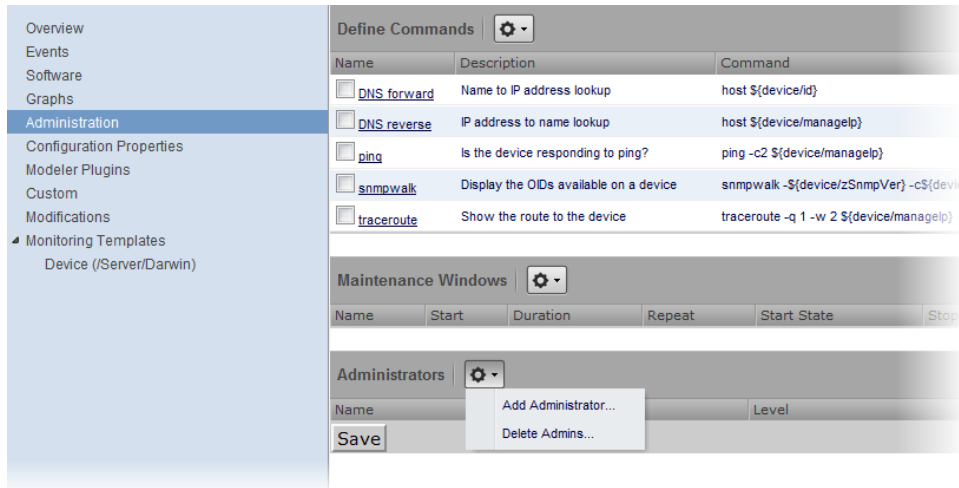 Overview
Events
Software
Graphs
Administration
Configuration Properties
Modeler Plugins
Custom
Modifications
Monitoring Templates
Device (/Server/Darwin)
Define Commands
Name Description Command
DNS forward Name to IP address lookup host ${device/id}
DNS reverse IP address to name lookup host ${device/manageIp}
ping Is the device responding to ping? ping -c2 ${device/manageIp}
snmpwalk Display the OIDs available on a device snmpwalk -${device/zSnmpVer} -c${devi
traceroute Show the route to the device traceroute -q 1 -w 2 ${device/manageIp}
Maintenance Windows
Name Start Duration Repeat Start State Stop
Administrators
Name Level
Add Administrator...
Delete Admins...
Save